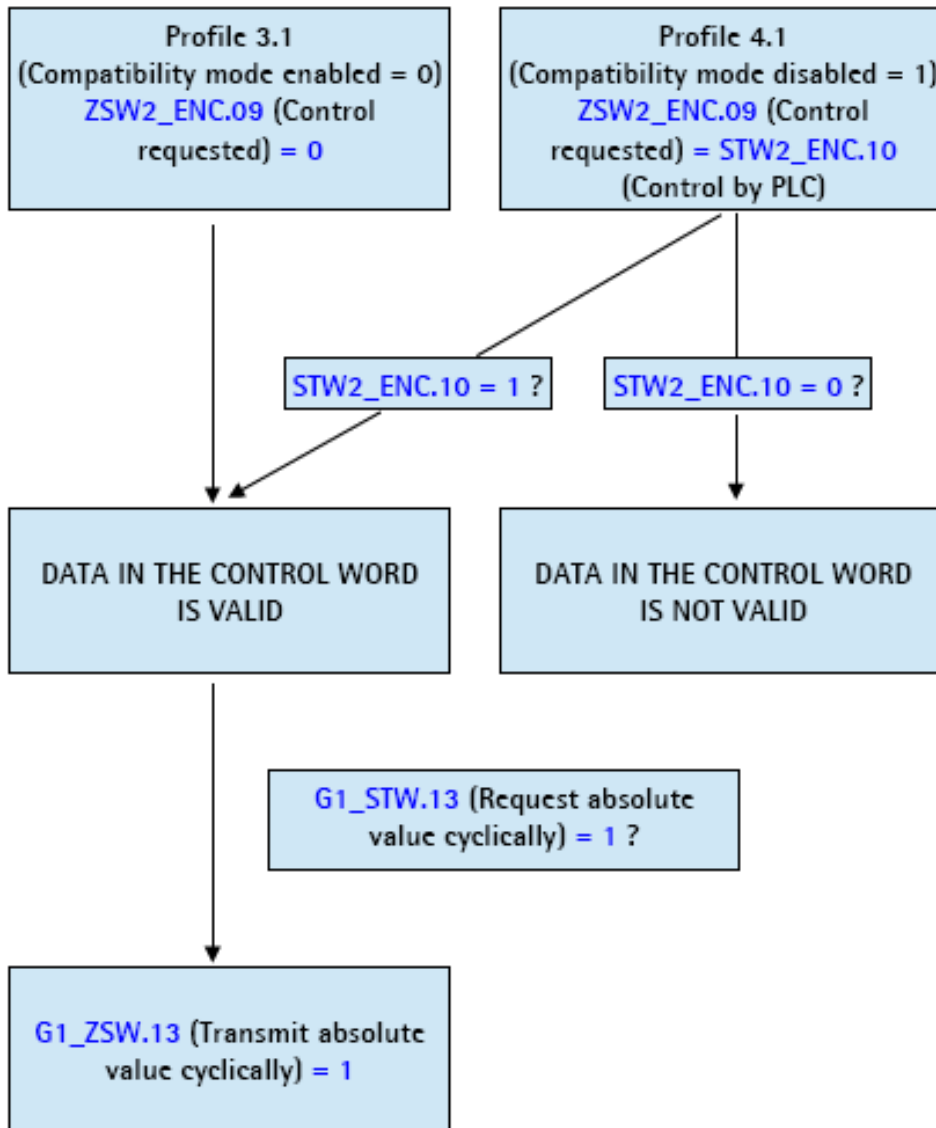 Profile 3.1
(Compatibility mode enabled = 0)
ZSW2_ENC.09 (Control
requested) = 0
Profile 4.1
(Compatibility mode disabled = 1)
ZSW2_ENC.09 (Control
requested) = STW2_ENC.10
(Control by PLC)
STW2_ENC.10 = 1 ?
STW2_ENC.10 = 0 ?
DATA IN THE CONTROL WORD
IS VALID
DATA IN THE CONTROL WORD
IS NOT VALID
G1_STW.13 (Request absolute
value cyclically) = 1 ?
G1_ZSW.13 (Transmit absolute
value cyclically) = 1